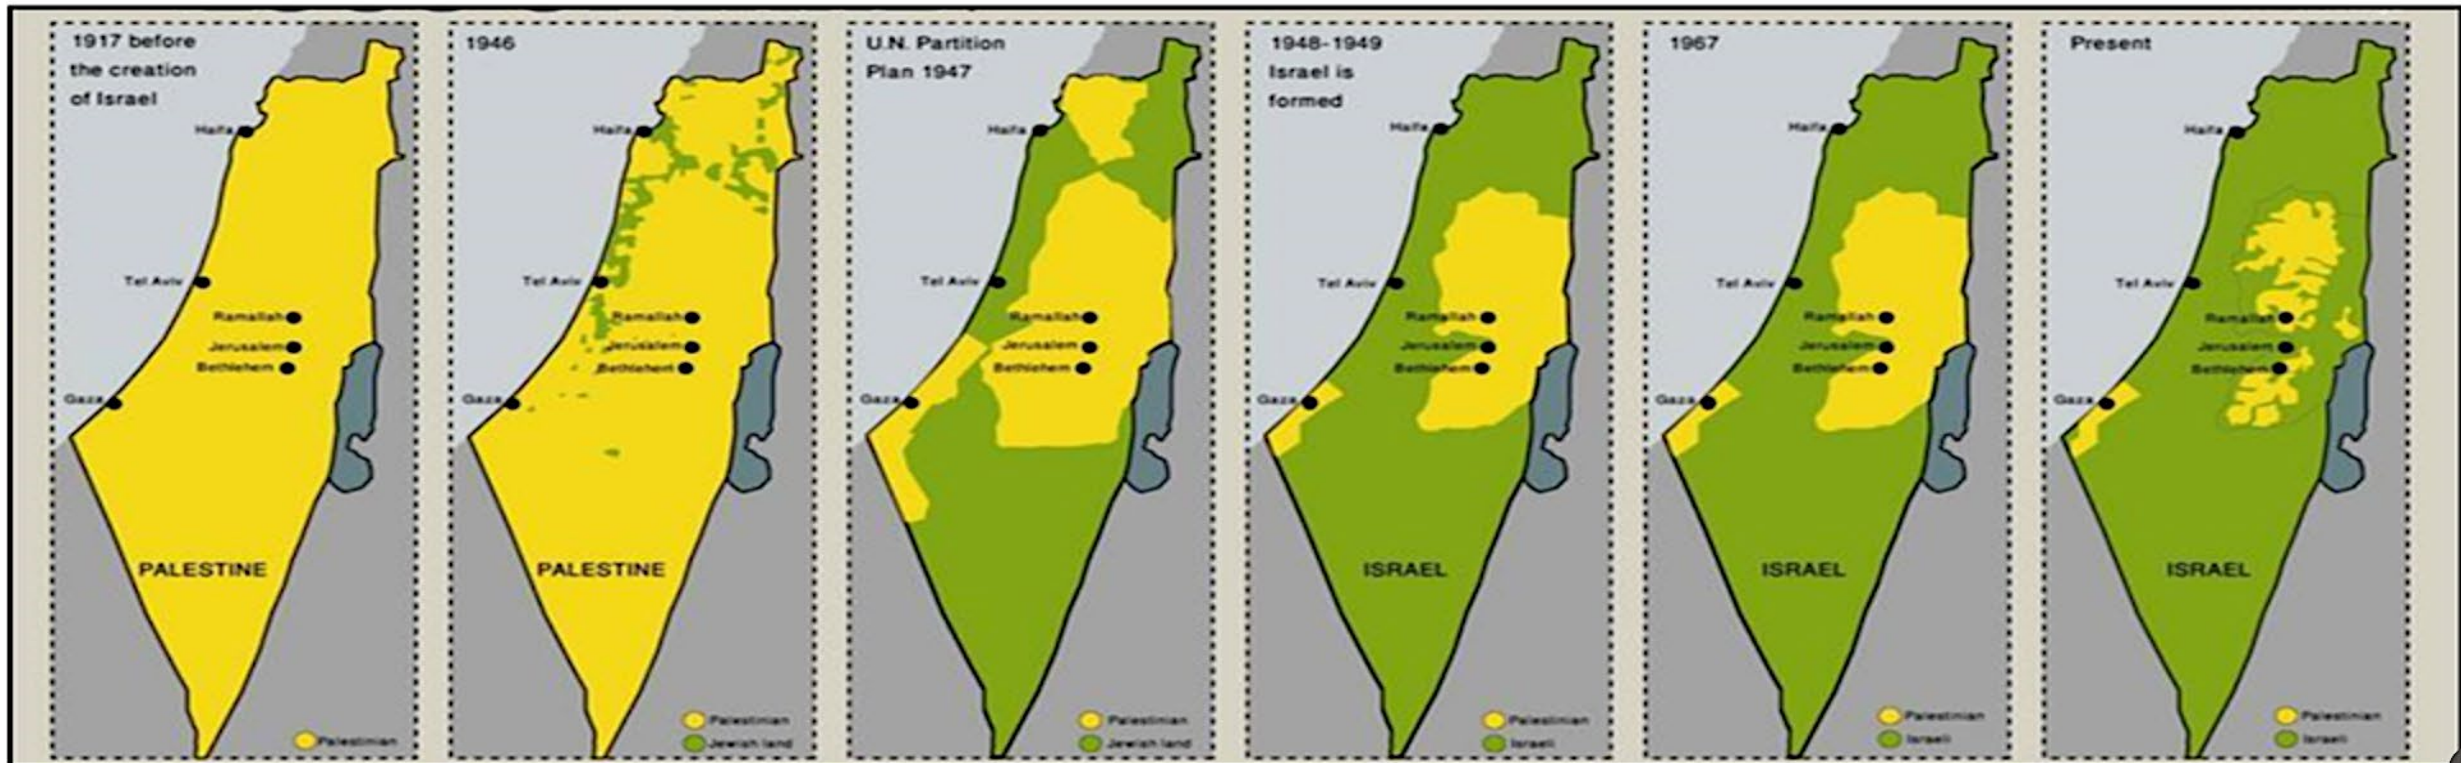 1917 before
the creation
of Israel
Haifa
Tel Aviv
Ramallah
Jerusalem
Bethlehem
Gaza
PALESTINE
Palestinian
1946
Haifa
Tel Aviv
Ramallah
Jerusalem
Bethlehem
Gaza
PALESTINE
Palestinian
Jewish land
U.N. Partition
Plan 1947
Haifa
Tel Aviv
Ramallah
Jerusalem
Bethlehem
Gaza
Palestinian
Jewish land
1948-1949
Israel is
formed
Haifa
Tel Aviv
Ramallah
Jerusalem
Bethlehem
Gaza
ISRAEL
Palestinian
Israeli
1967
Haifa
Tel Aviv
Ramallah
Jerusalem
Bethlehem
Gaza
ISRAEL
Palestinian
Israeli
Present
Haifa
Tel Aviv
Ramallah
Jerusalem
Bethlehem
Gaza
ISRAEL
Palestinian
Israeli